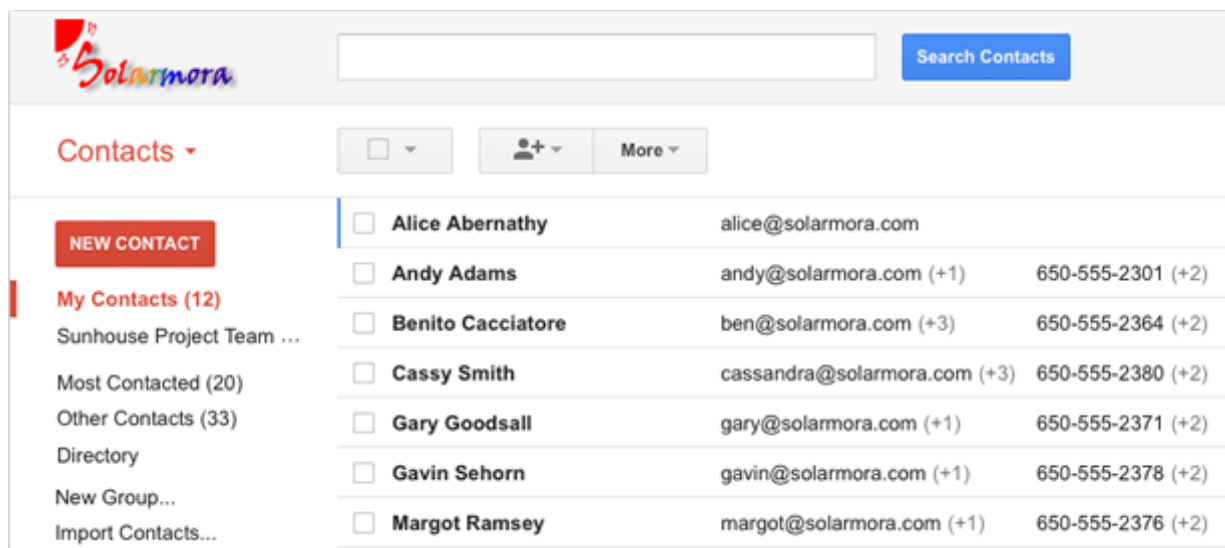 Solarmora
Search Contacts
Contacts
More
NEW CONTACT
My Contacts (12)
Sunhouse Project Team ...
Most Contacted (20)
Other Contacts (33)
Directory
New Group...
Import Contacts...
Alice Abernathy alice@solarmora.com
Andy Adams andy@solarmora.com (+1) 650-555-2301 (+2)
Benito Cacciatore ben@solarmora.com (+3) 650-555-2364 (+2)
Cassy Smith cassandra@solarmora.com (+3) 650-555-2380 (+2)
Gary Goodsall gary@solarmora.com (+1) 650-555-2371 (+2)
Gavin Sehorn gavin@solarmora.com (+1) 650-555-2378 (+2)
Margot Ramsey margot@solarmora.com (+1) 650-555-2376 (+2)